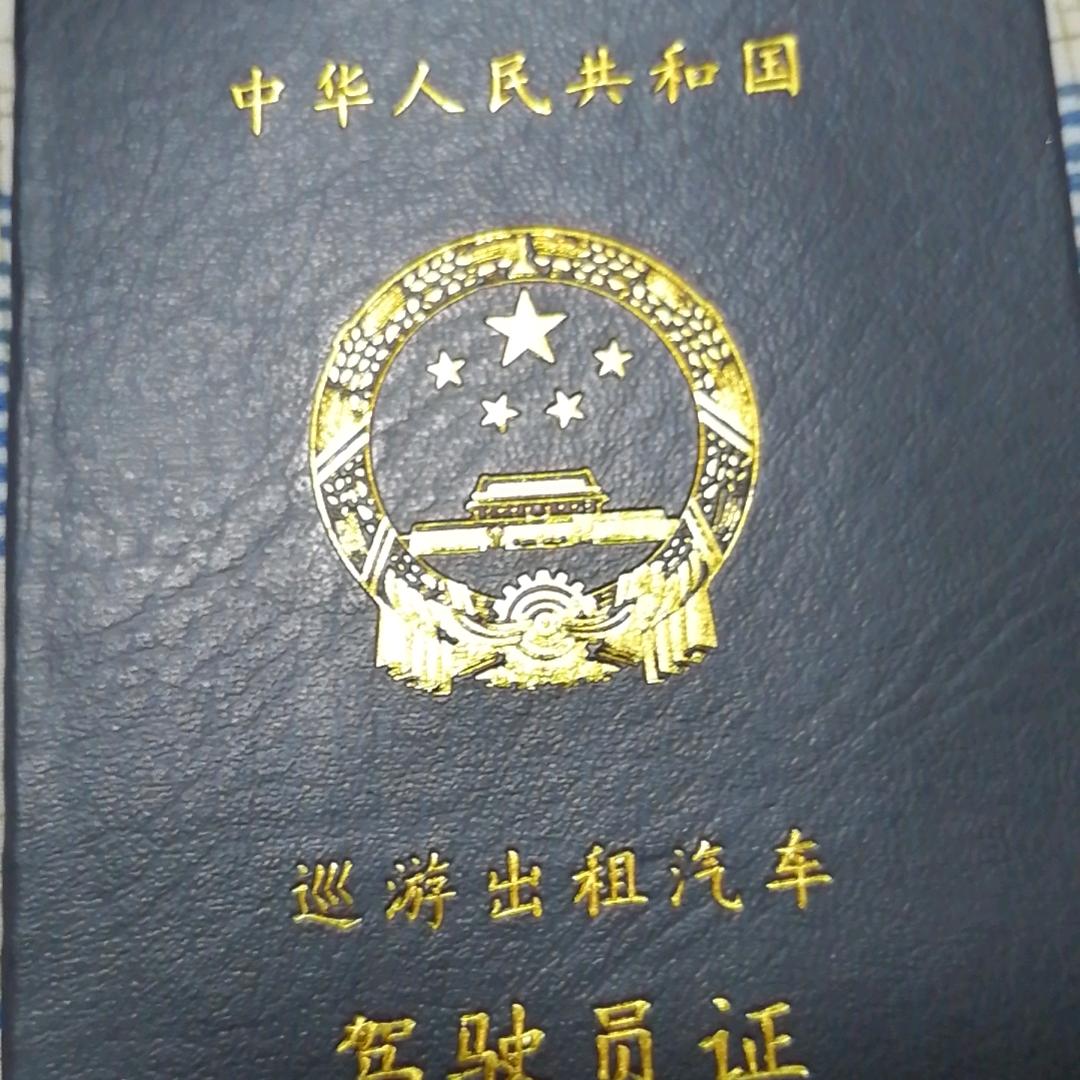 中华人民共和国
巡游出租汽车
驾驶员证